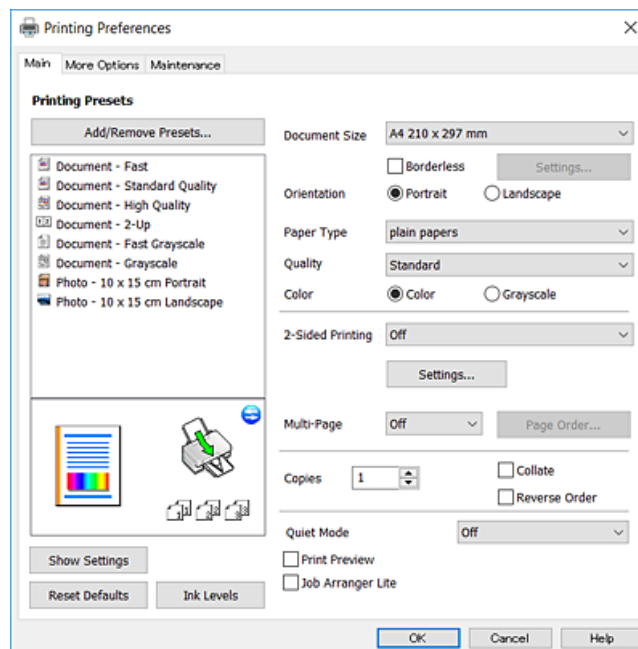 Printing Preferences
Main More Options Maintenance
Printing Presets
Add/Remove Presets...
Document - Fast
Document - Standard Quality
Document - High Quality
Document - 2-Up
Document - Fast Grayscale
Document - Grayscale
Photo - 10 x 15 cm Portrait
Photo - 10 x 15 cm Landscape
Show Settings
Reset Defaults Ink Levels
Document Size A4 210 x 297 mm
Borderless Settings...
Orientation Portrait Landscape
Paper Type plain papers
Quality Standard
Color Color Grayscale
2-Sided Printing Off
Settings...
Multi-Page Off Page Order...
Copies 1 Collate
Reverse Order
Quiet Mode Off
Print Preview
Job Arranger Lite
OK Cancel Help